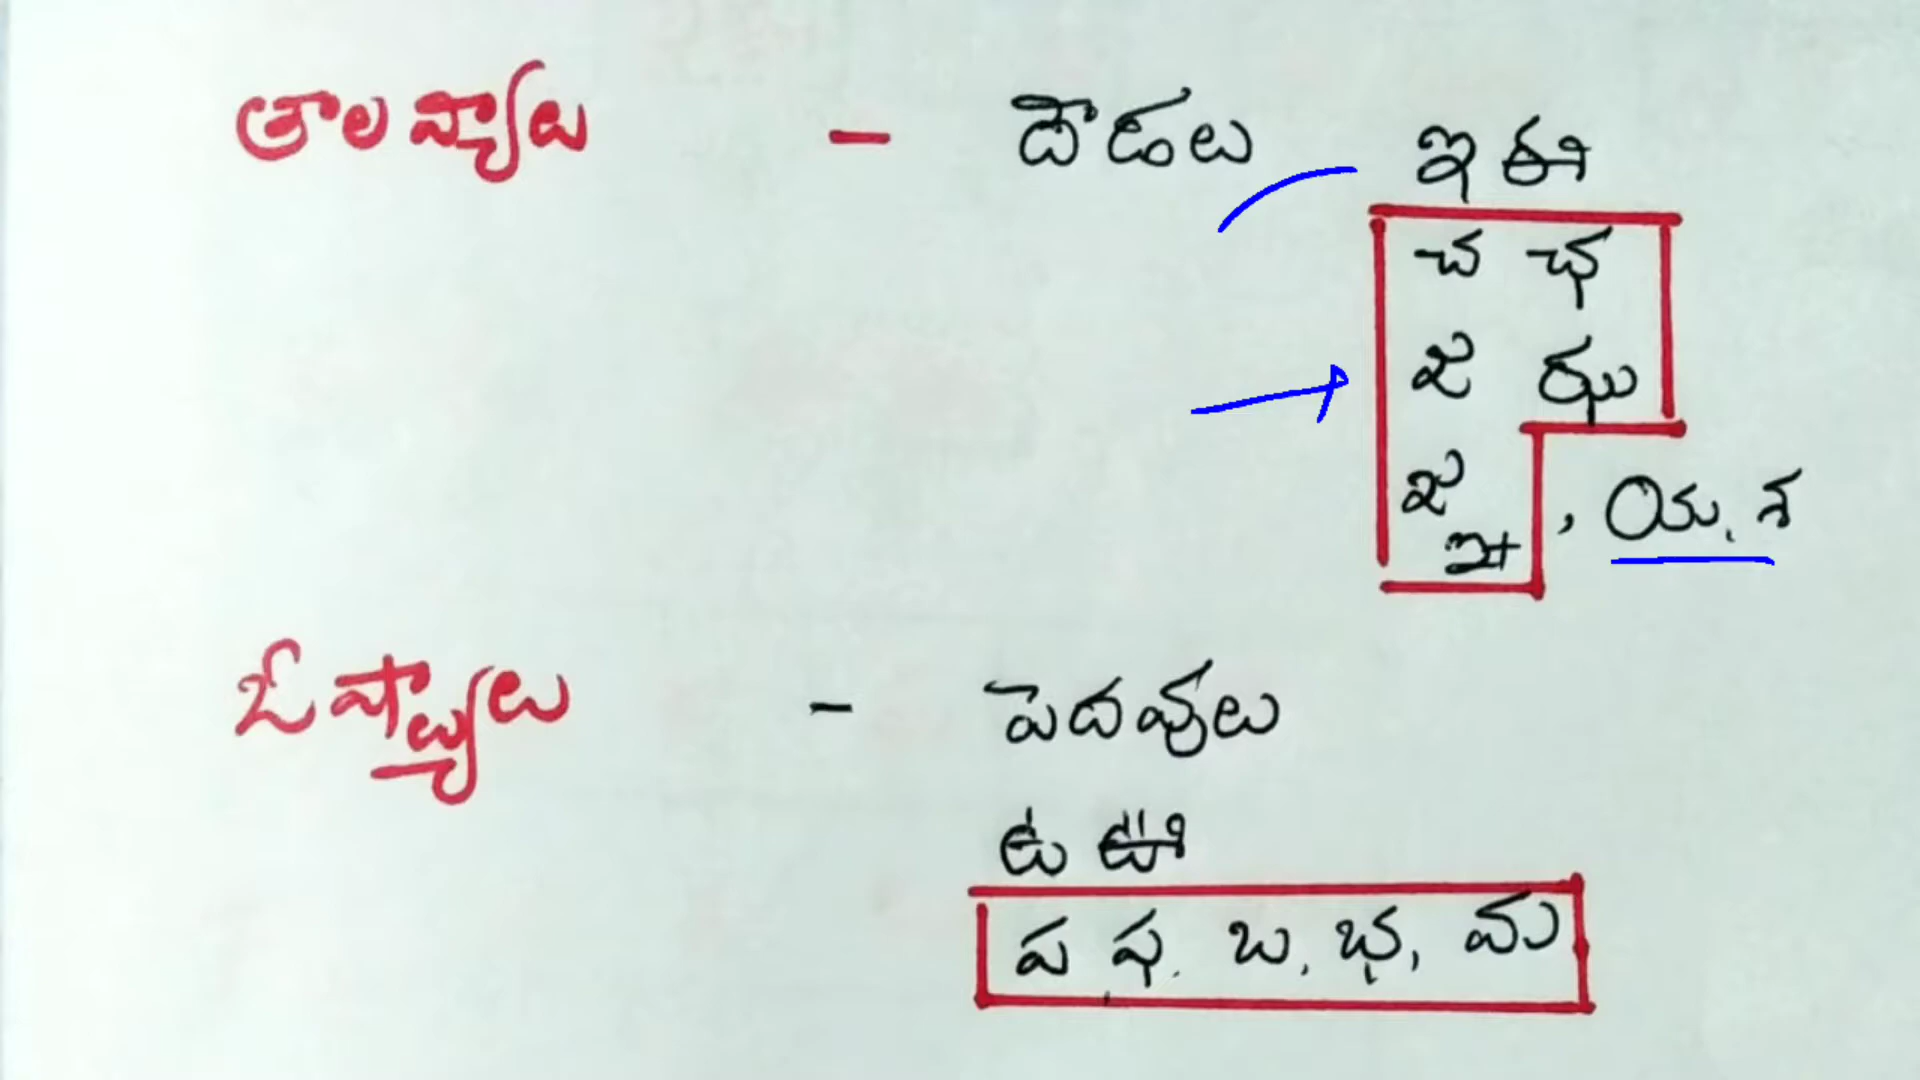 తాలవ్యాలు - దౌడలు ఇ ఈ
చ ఛ
జ ఝ
ఞ , య, శ
ఓష్ఠ్యాలు - పెదవులు
ఉ ఊ
ప ఫ. బ, భ, మ